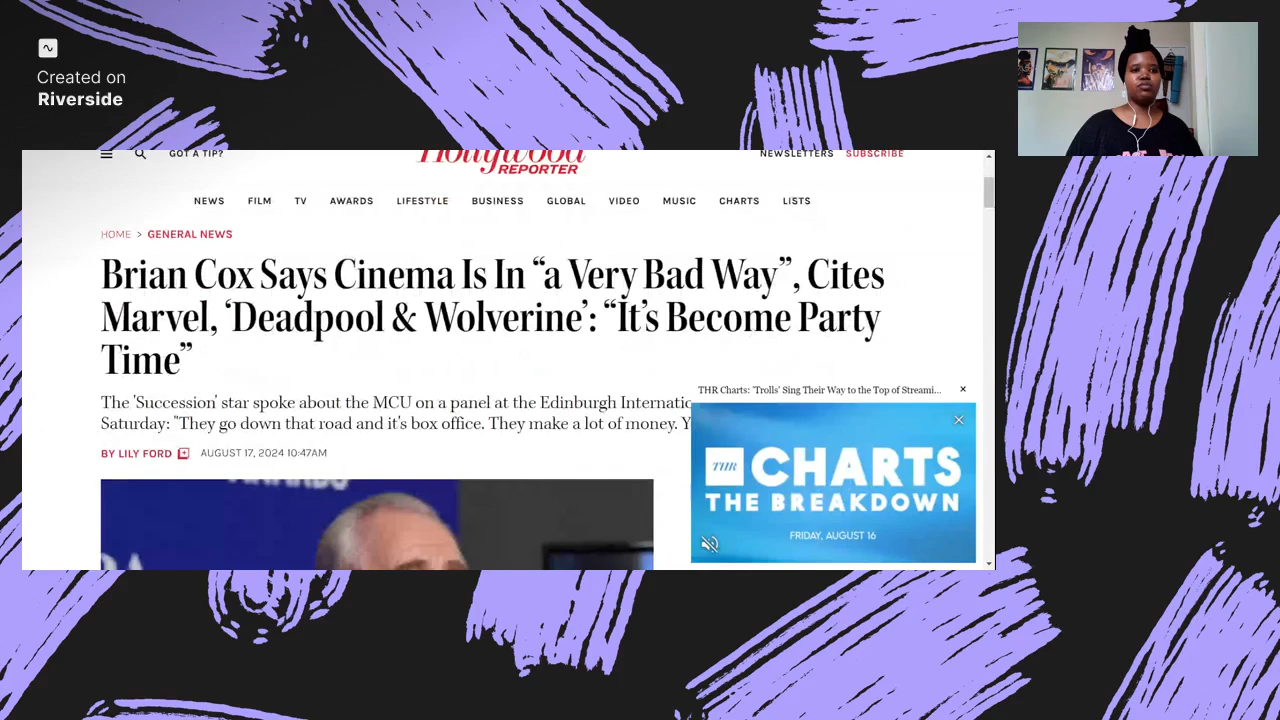 Created on
Riverside
GOT A TIP?
Hollywood
REPORTER
NEWSLETTERS SUBSCRIBE
NEWS FILM TV AWARDS LIFESTYLE BUSINESS GLOBAL VIDEO MUSIC CHARTS LISTS
HOME > GENERAL NEWS
Brian Cox Says Cinema Is In “a Very Bad Way”, Cites
Marvel, ‘Deadpool & Wolverine’: “It’s Become Party
Time”
The 'Succession' star spoke about the MCU on a panel at the Edinburgh
Saturday: "They go down that road and it's box office. They make a lot of money.
BY LILY FORD AUGUST 17, 2024 10:47AM
THR Charts: 'Trolls' Sing Their Way to the Top of Streami...
THR CHARTS
THE BREAKDOWN
FRIDAY, AUGUST 16